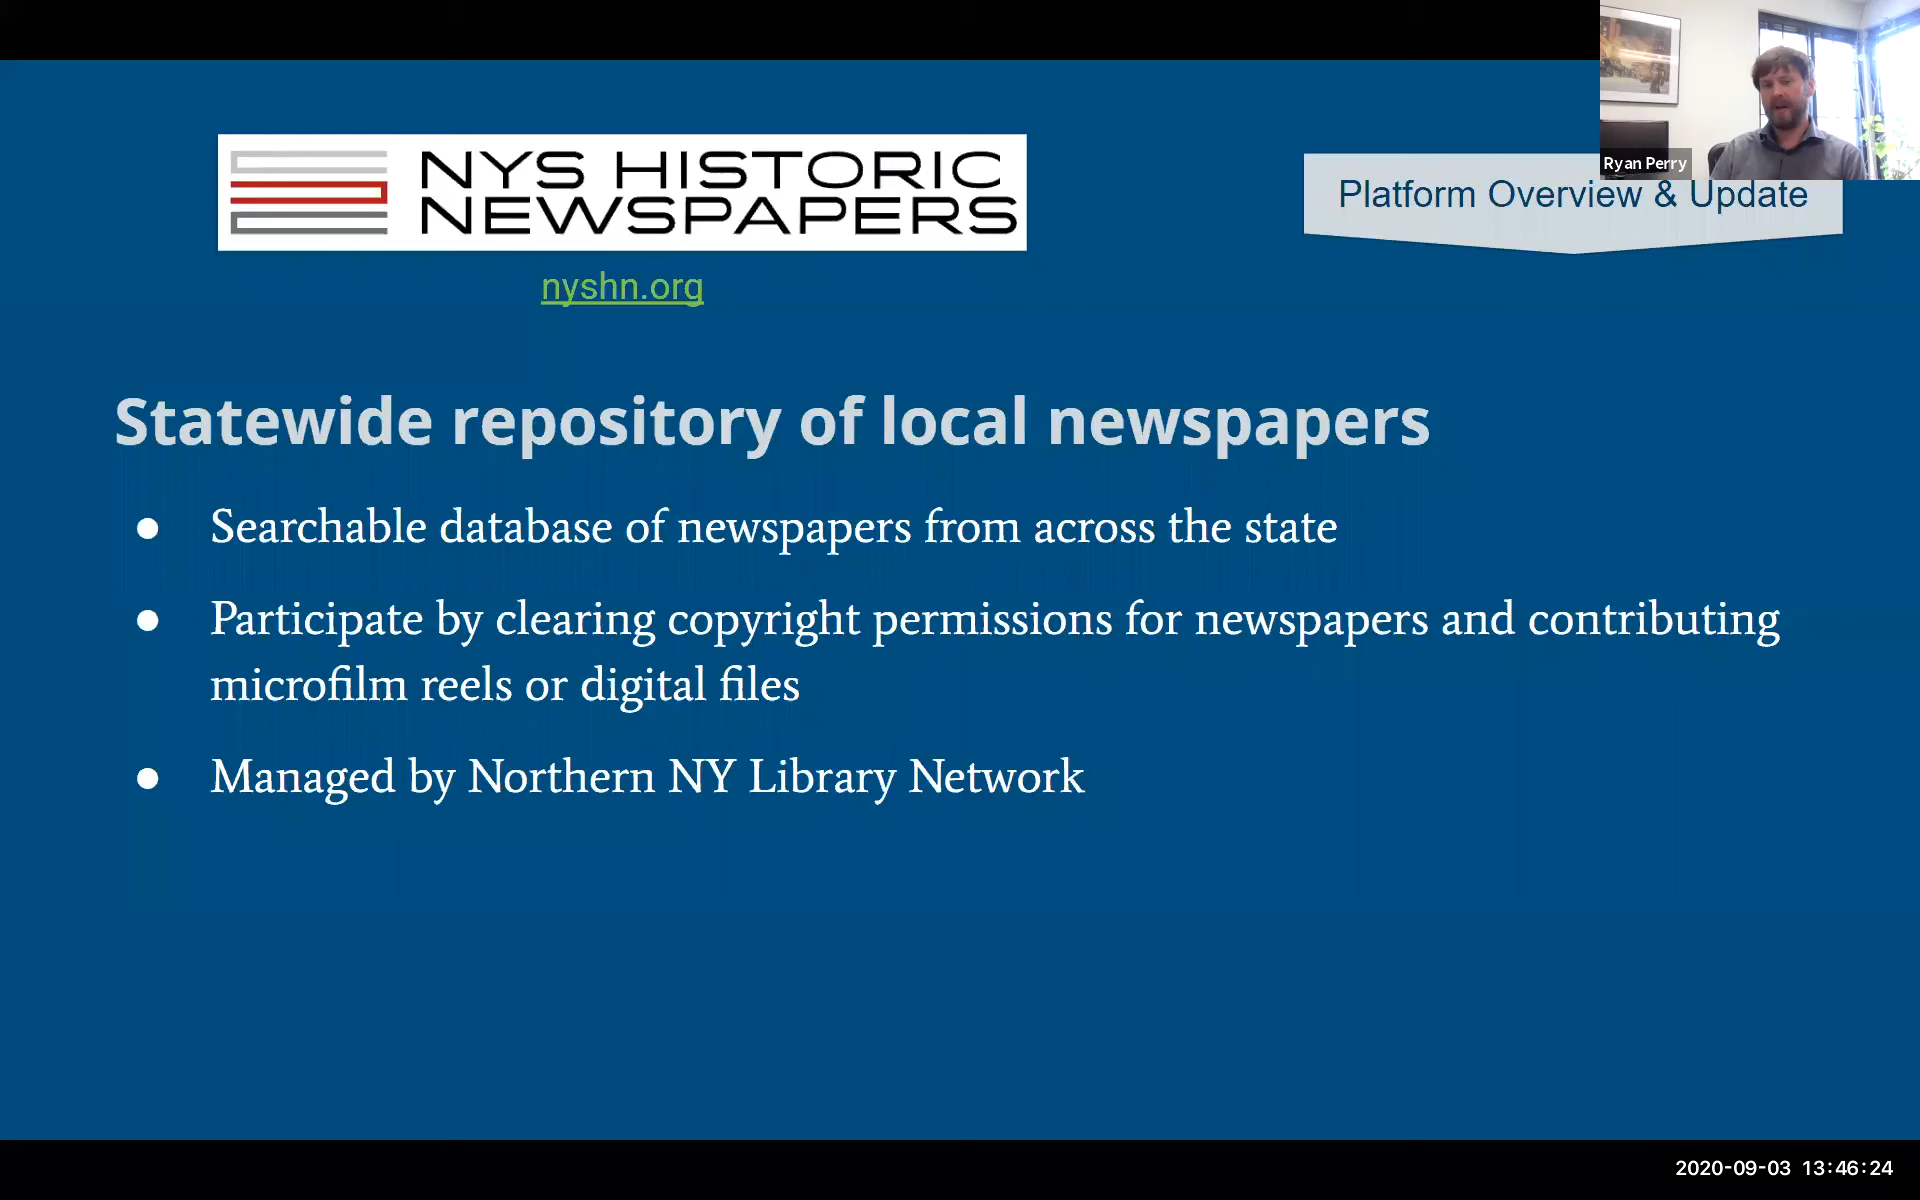 NYS HISTORIC
NEWSPAPERS
nyshn.org
Ryan Perry
Platform Overview & Update
Statewide repository of local newspapers
● Searchable database of newspapers from across the state
● Participate by clearing copyright permissions for newspapers and contributing
microfilm reels or digital files
● Managed by Northern NY Library Network
2020-09-03 13:46:24